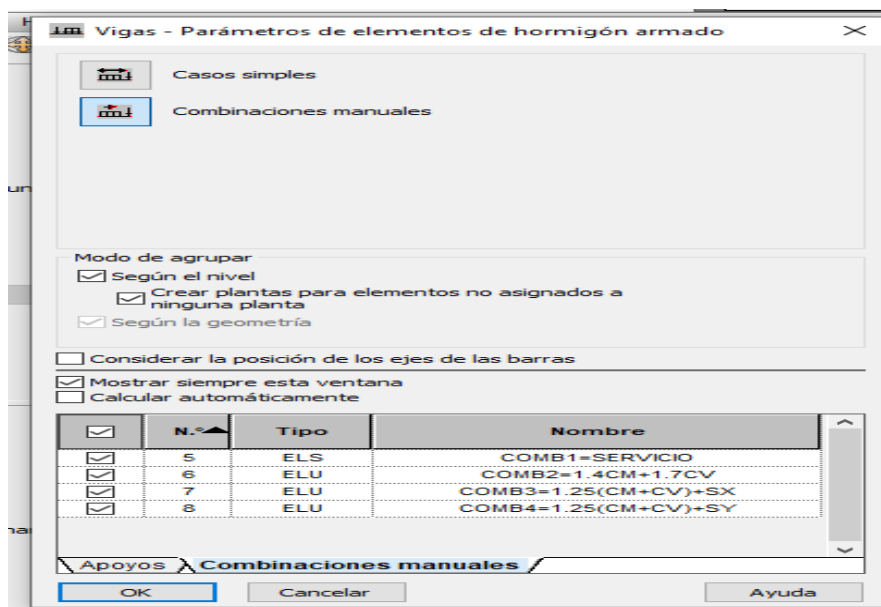 Vigas - Parámetros de elementos de hormigón armado
Casos simples
Combinaciones manuales
Modo de agrupar
Según el nivel
Crear plantas para elementos no asignados a
ninguna planta
Según la geometría
Considerar la posición de los ejes de las barras
Mostrar siempre esta ventana
Calcular automáticamente
N.º Tipo Nombre
5 ELS COMB1=SERVICIO
6 ELU COMB2=1.4CM+1.7CV
7 ELU COMB3=1.25(CM+CV)+SX
8 ELU COMB4=1.25(CM+CV)+SY
Apoyos Combinaciones manuales
OK Cancelar Ayuda